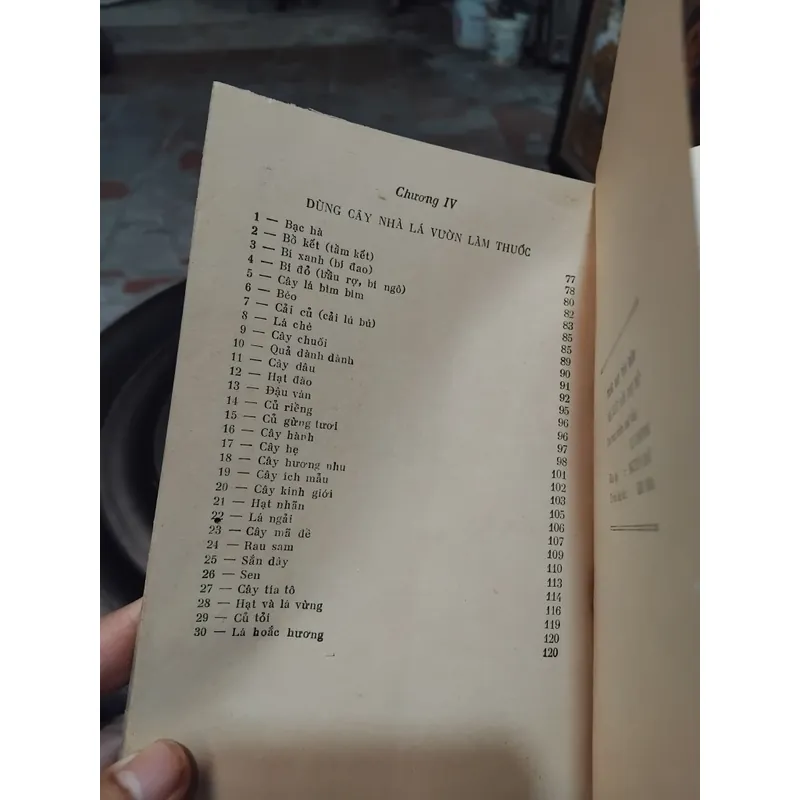 Chương IV
DÙNG CÂY NHÀ LÁ VƯỜN LÀM THUỐC
1 — Bạc hà 77
2 — Bồ kết (tầm kết) 78
3 — Bí xanh (bí đao) 80
4 — Bí đỏ (bầu rợ, bí ngô) 82
5 — Cây lá bìm bìm 83
6 — Bèo 85
7 — Cải củ (cải lú bú) 85
8 — Lá chè 89
9 — Cây chuối 90
10 — Quả dành dành 91
11 — Cây dâu 92
12 — Hạt đào 95
13 — Đậu ván 96
14 — Củ riềng 96
15 — Củ gừng tươi 97
16 — Cây hành 98
17 — Cây hẹ 101
18 — Cây hương nhu 102
19 — Cây ích mẫu 103
20 — Cây kinh giới 105
21 — Hạt nhãn 106
22 — Lá ngải 107
23 — Cây mã đề 109
24 — Rau sam 110
25 — Sắn dây 113
26 — Sen 114
27 — Cây tía tô 116
28 — Hạt và lá vừng 119
29 — Củ tỏi 120
30 — Lá hoắc hương 120